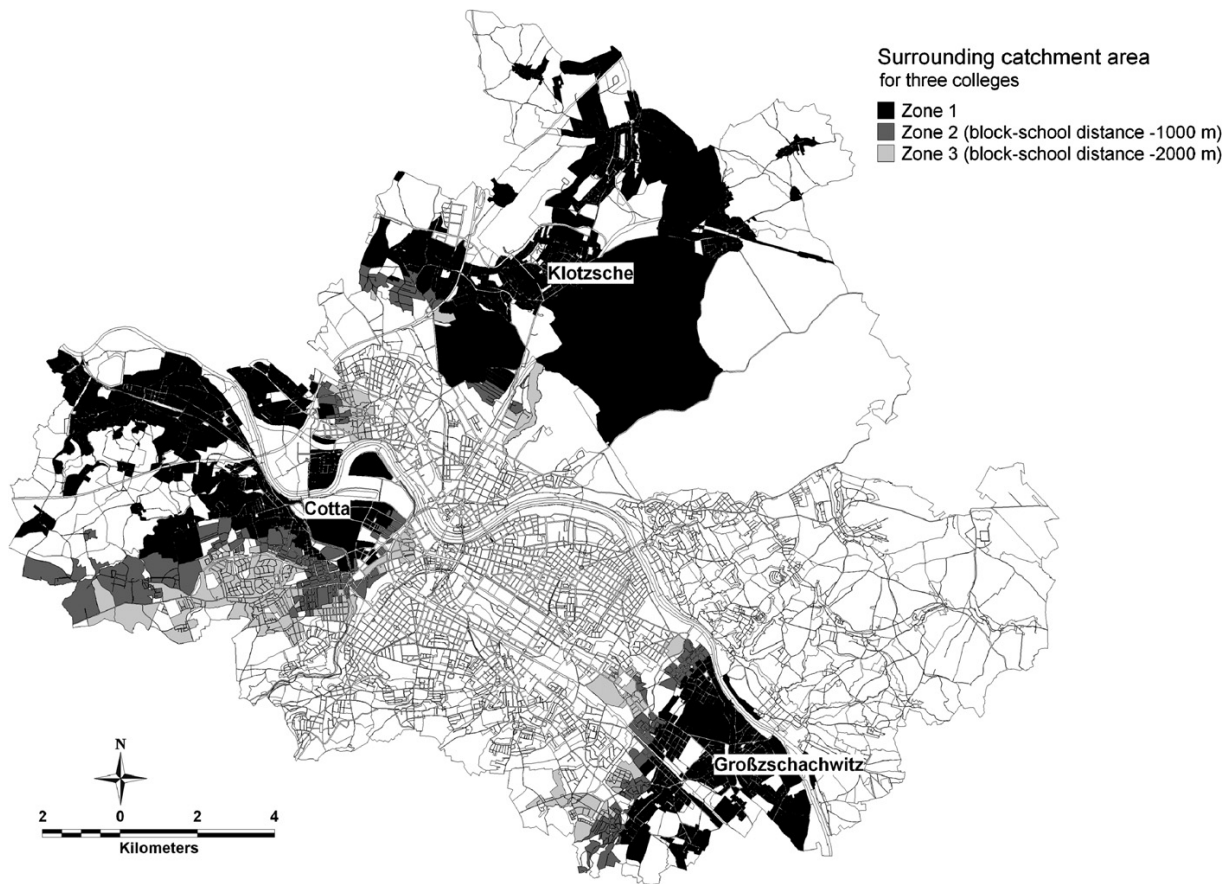 Surrounding catchment area
for three colleges
Zone 1
Zone 2 (block-school distance -1000 m)
Zone 3 (block-school distance -2000 m)
Klotzsche
Cotta
Großzschachwitz
N
2 0 2 4
Kilometers